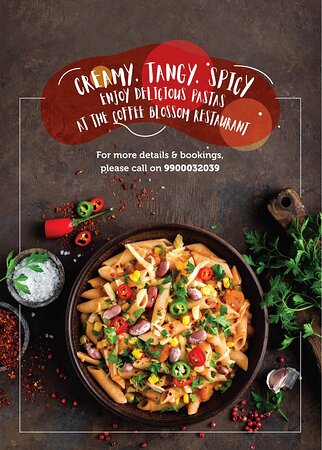 CREAMY. TANGY. SPICY
ENJOY DELICIOUS PASTAS
AT THE COFFEE BLOSSOM RESTAURANT
For more details & bookings,
please call on 9900032039